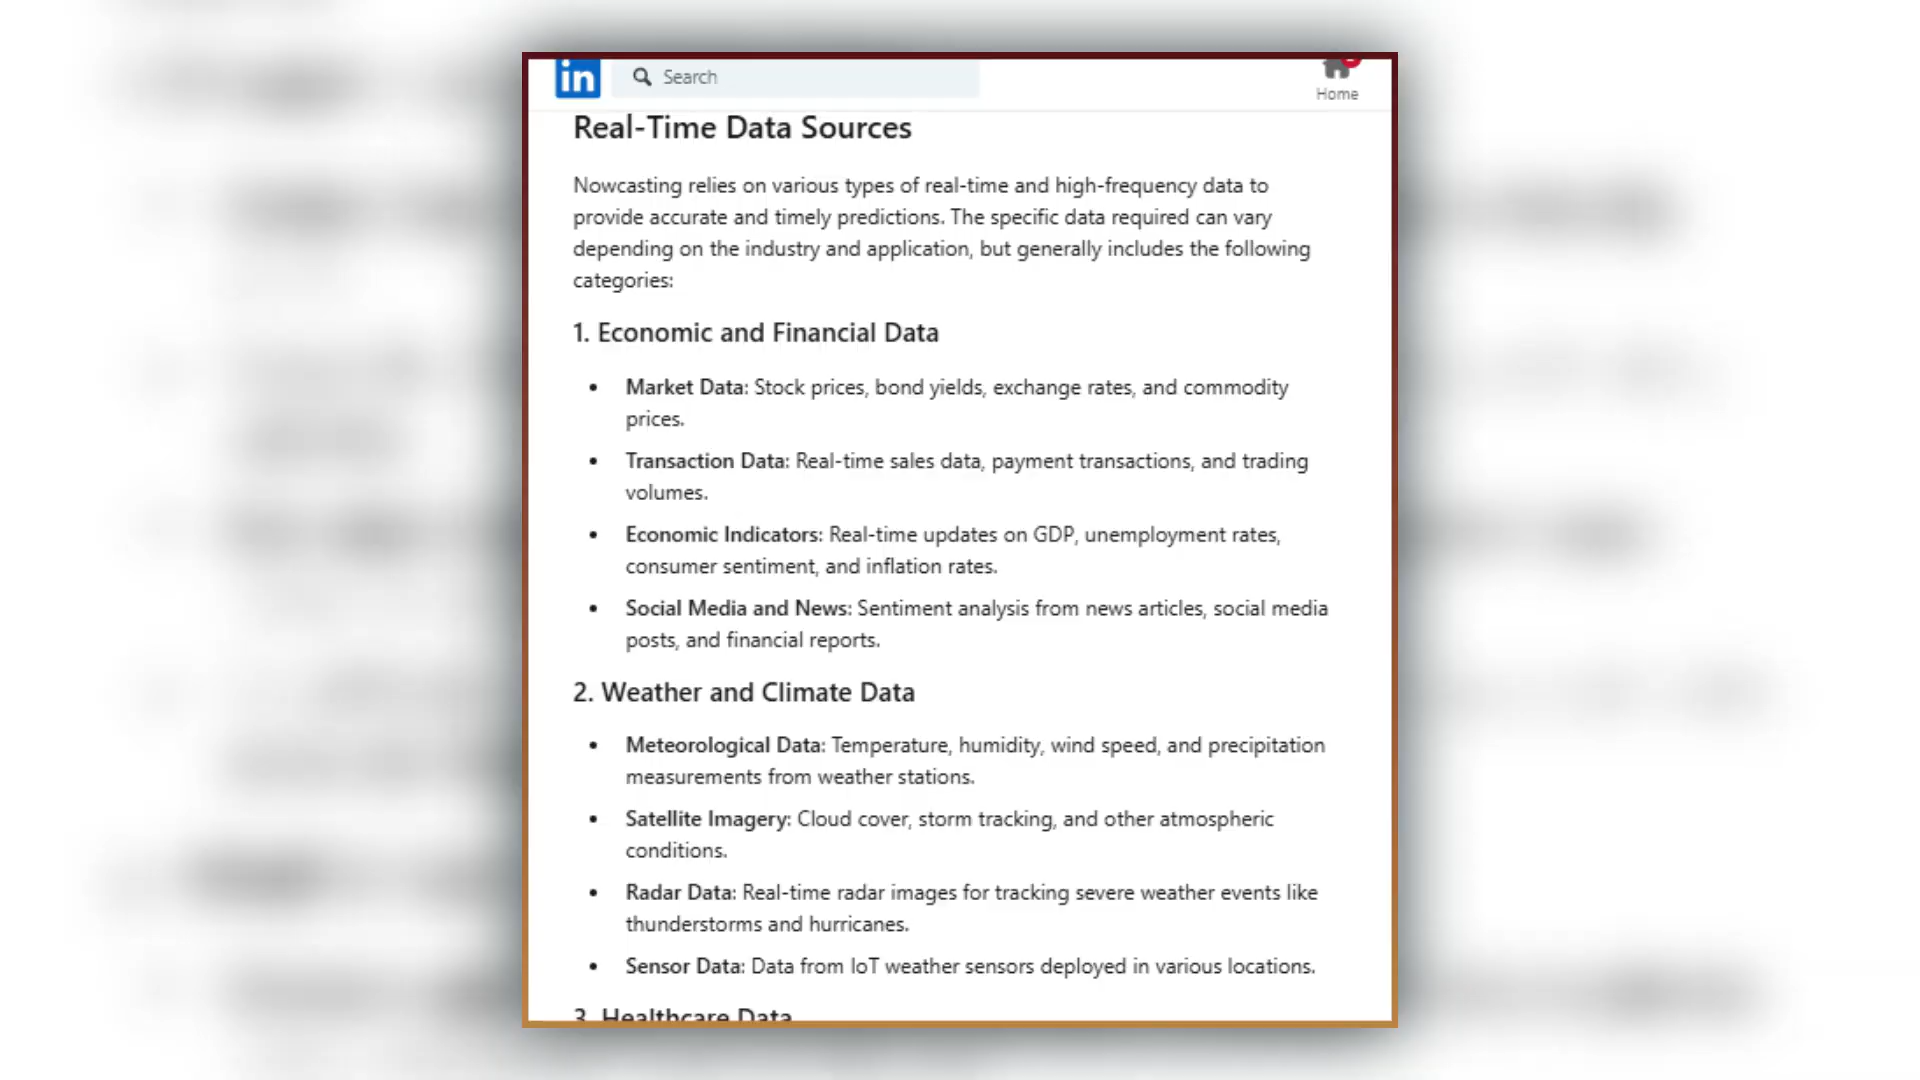 in Search
Home
Real-Time Data Sources
Nowcasting relies on various types of real-time and high-frequency data to
provide accurate and timely predictions. The specific data required can vary
depending on the industry and application, but generally includes the following
categories:
1. Economic and Financial Data
• Market Data: Stock prices, bond yields, exchange rates, and commodity
prices.
• Transaction Data: Real-time sales data, payment transactions, and trading
volumes.
• Economic Indicators: Real-time updates on GDP, unemployment rates,
consumer sentiment, and inflation rates.
• Social Media and News: Sentiment analysis from news articles, social media
posts, and financial reports.
2. Weather and Climate Data
• Meteorological Data: Temperature, humidity, wind speed, and precipitation
measurements from weather stations.
• Satellite Imagery: Cloud cover, storm tracking, and other atmospheric
conditions.
• Radar Data: Real-time radar images for tracking severe weather events like
thunderstorms and hurricanes.
• Sensor Data: Data from IoT weather sensors deployed in various locations.
3. Healthcare Data